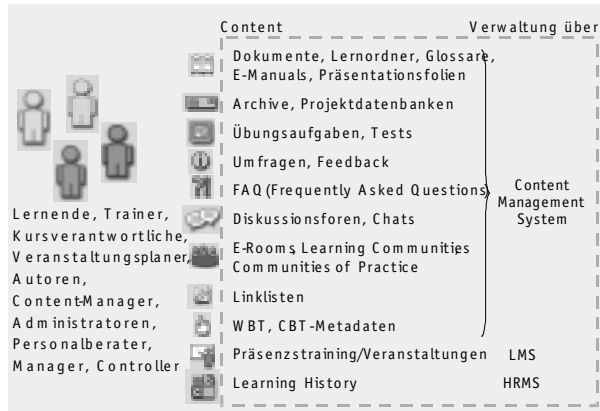 Content Verwaltung über
Dokumente, Lernordner, Glossare,
E-Manuals, Präsentationsfolien
Archive, Projektdatenbanken
Übungsaufgaben, Tests
Umfragen, Feedback
FAQ (Frequently Asked Questions)
Diskussionsforen, Chats
E-Rooms, Learning Communities,
Communities of Practice
Linklisten
WBT, CBT-Metadaten
Content
Management
System
Präsenztraining/Veranstaltungen LMS
Learning History HRMS
Lernende, Trainer,
Kursverantwortliche,
Veranstaltungsplaner,
Autoren,
Content-Manager,
Administratoren,
Personalberater,
Manager, Controller